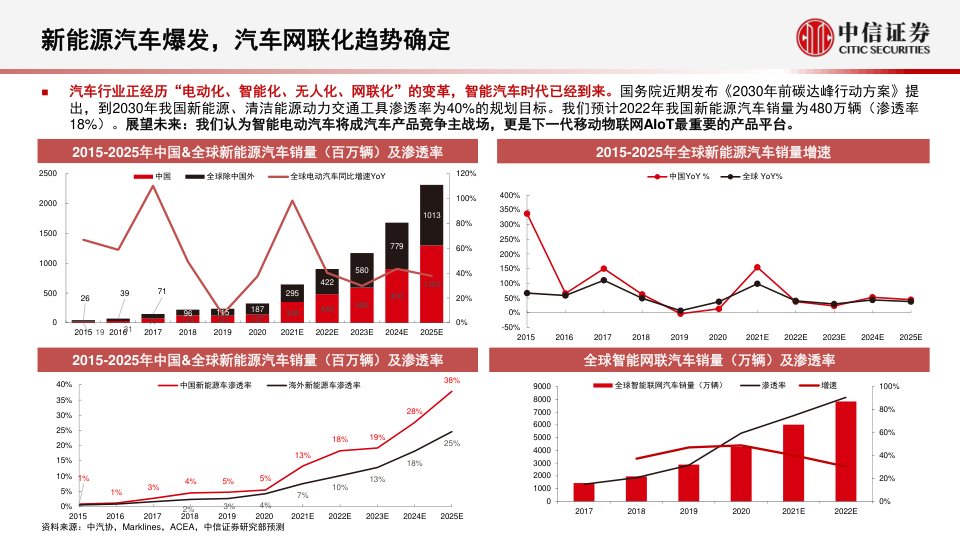 新能源汽车爆发，汽车网联化趋势确定
中信证券
CITIC SECURITIES
■ 汽车行业正经历“电动化、智能化、无人化、网联化”的变革，智能汽车时代已经到来。国务院近期发布《2030年前碳达峰行动方案》提
出，到2030年我国新能源、清洁能源动力交通工具渗透率为40%的规划目标。我们预计2022年我国新能源汽车销量为480万辆（渗透率
18%）。展望未来：我们认为智能电动汽车将成汽车产品竞争主战场，更是下一代移动物联网AIoT最重要的产品平台。
2015-2025年中国&全球新能源汽车销量（百万辆）及渗透率
中国 全球除中国外 全球电动汽车同比增速YoY
2500 120%
2000 100%
1500 80%
1000 60%
500 40%
0 20%
0%
26 39 71 96 115 187 295 422 580 779 1013
19
2015 2016 2017 2018 2019 2020 2021E 2022E 2023E 2024E 2025E
2015-2025年全球新能源汽车销量增速
中国YoY % 全球 YoY%
400%
350%
300%
250%
200%
150%
100%
50%
0%
-50%
2015 2016 2017 2018 2019 2020 2021E 2022E 2023E 2024E 2025E
2015-2025年中国&全球新能源汽车销量（百万辆）及渗透率
中国新能源车渗透率 海外新能源车渗透率
40%
35%
30%
25%
20%
15%
10%
5%
0%
1% 1% 3% 4% 5% 5% 13% 18% 19% 28% 38%
2% 3% 4% 7% 10% 13% 18% 25%
2015 2016 2017 2018 2019 2020 2021E 2022E 2023E 2024E 2025E
全球智能网联汽车销量（万辆）及渗透率
全球智能联网汽车销量（万辆） 渗透率 增速
9000 100%
8000
7000 80%
6000
5000 60%
4000 40%
3000
2000 20%
1000
0 0%
2017 2018 2019 2020 2021E 2022E
资料来源：中汽协，Marklines，ACEA，中信证券研究部预测